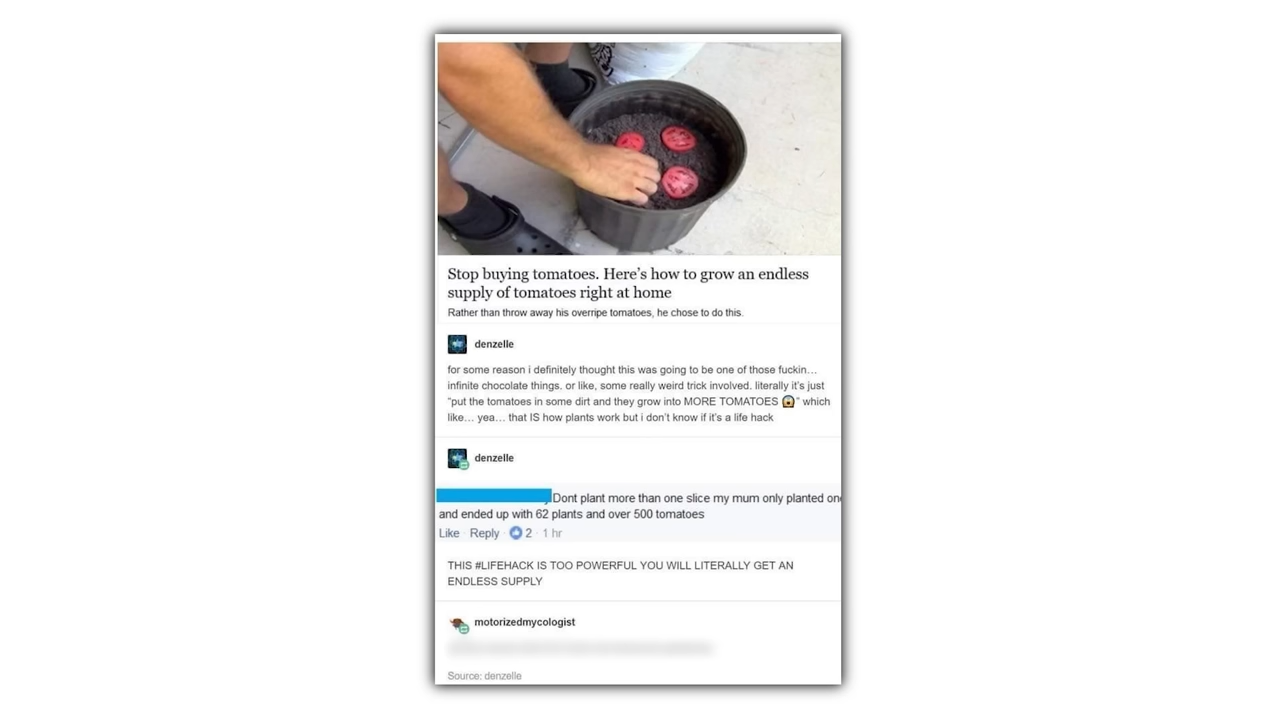 Stop buying tomatoes. Here's how to grow an endless
supply of tomatoes right at home
Rather than throw away his overripe tomatoes, he chose to do this.
denzelle
for some reason i definitely thought this was going to be one of those fuckin…
infinite chocolate things. or like, some really weird trick involved. literally it's just
"put the tomatoes in some dirt and they grow into MORE TOMATOES 😱" which
like… yea… that IS how plants work but i don't know if it's a life hack
denzelle
Dont plant more than one slice my mum only planted
and ended up with 62 plants and over 500 tomatoes
Like · Reply · 2 · 1 hr
THIS #LIFEHACK IS TOO POWERFUL YOU WILL LITERALLY GET AN
ENDLESS SUPPLY
motorizedmycologist
Source: denzelle